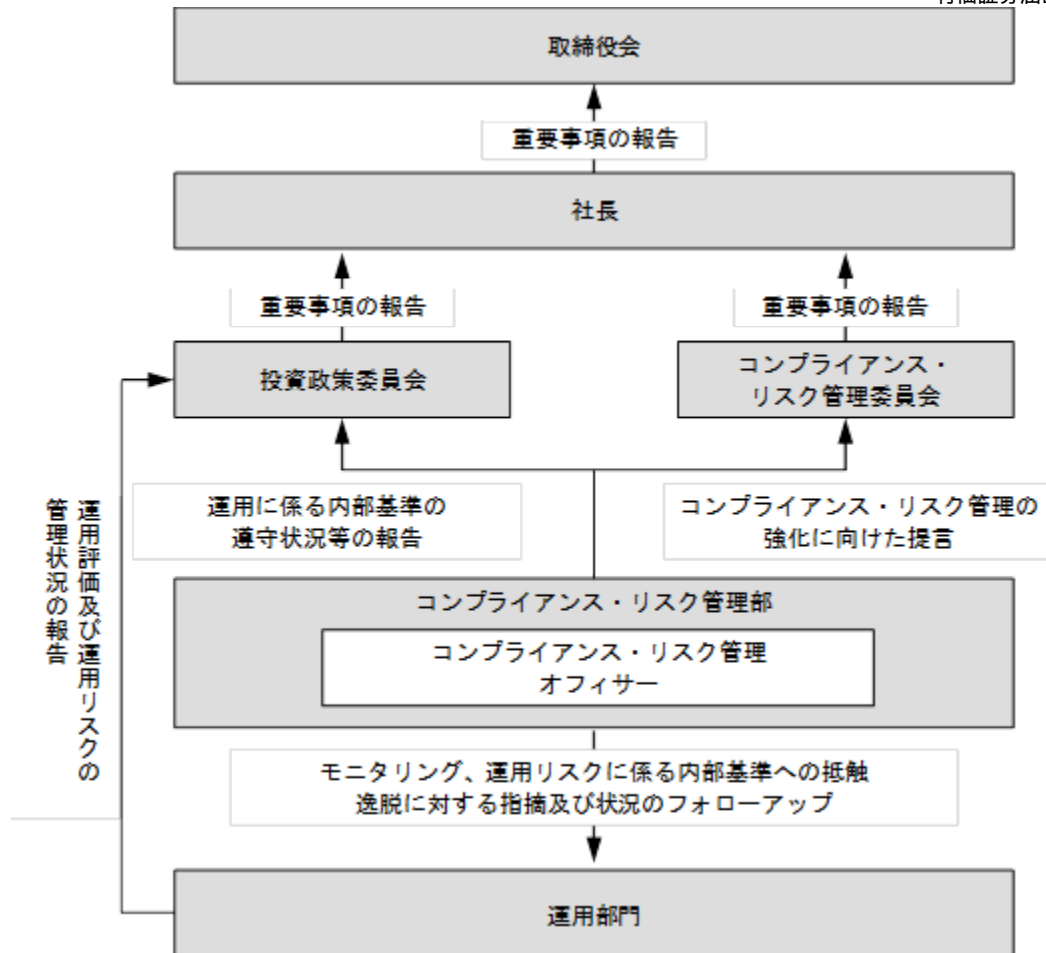 取締役会
重要事項の報告
社長
重要事項の報告
重要事項の報告
投資政策委員会
コンプライアンス・
リスク管理委員会
運用に係る内部基準の
遵守状況等の報告
コンプライアンス・リスク管理の
強化に向けた提言
運用評価及び運用リスクの
管理状況の報告
コンプライアンス・リスク管理部
コンプライアンス・リスク管理
オフィサー
モニタリング、運用リスクに係る内部基準への抵触
逸脱に対する指摘及び状況のフォローアップ
運用部門